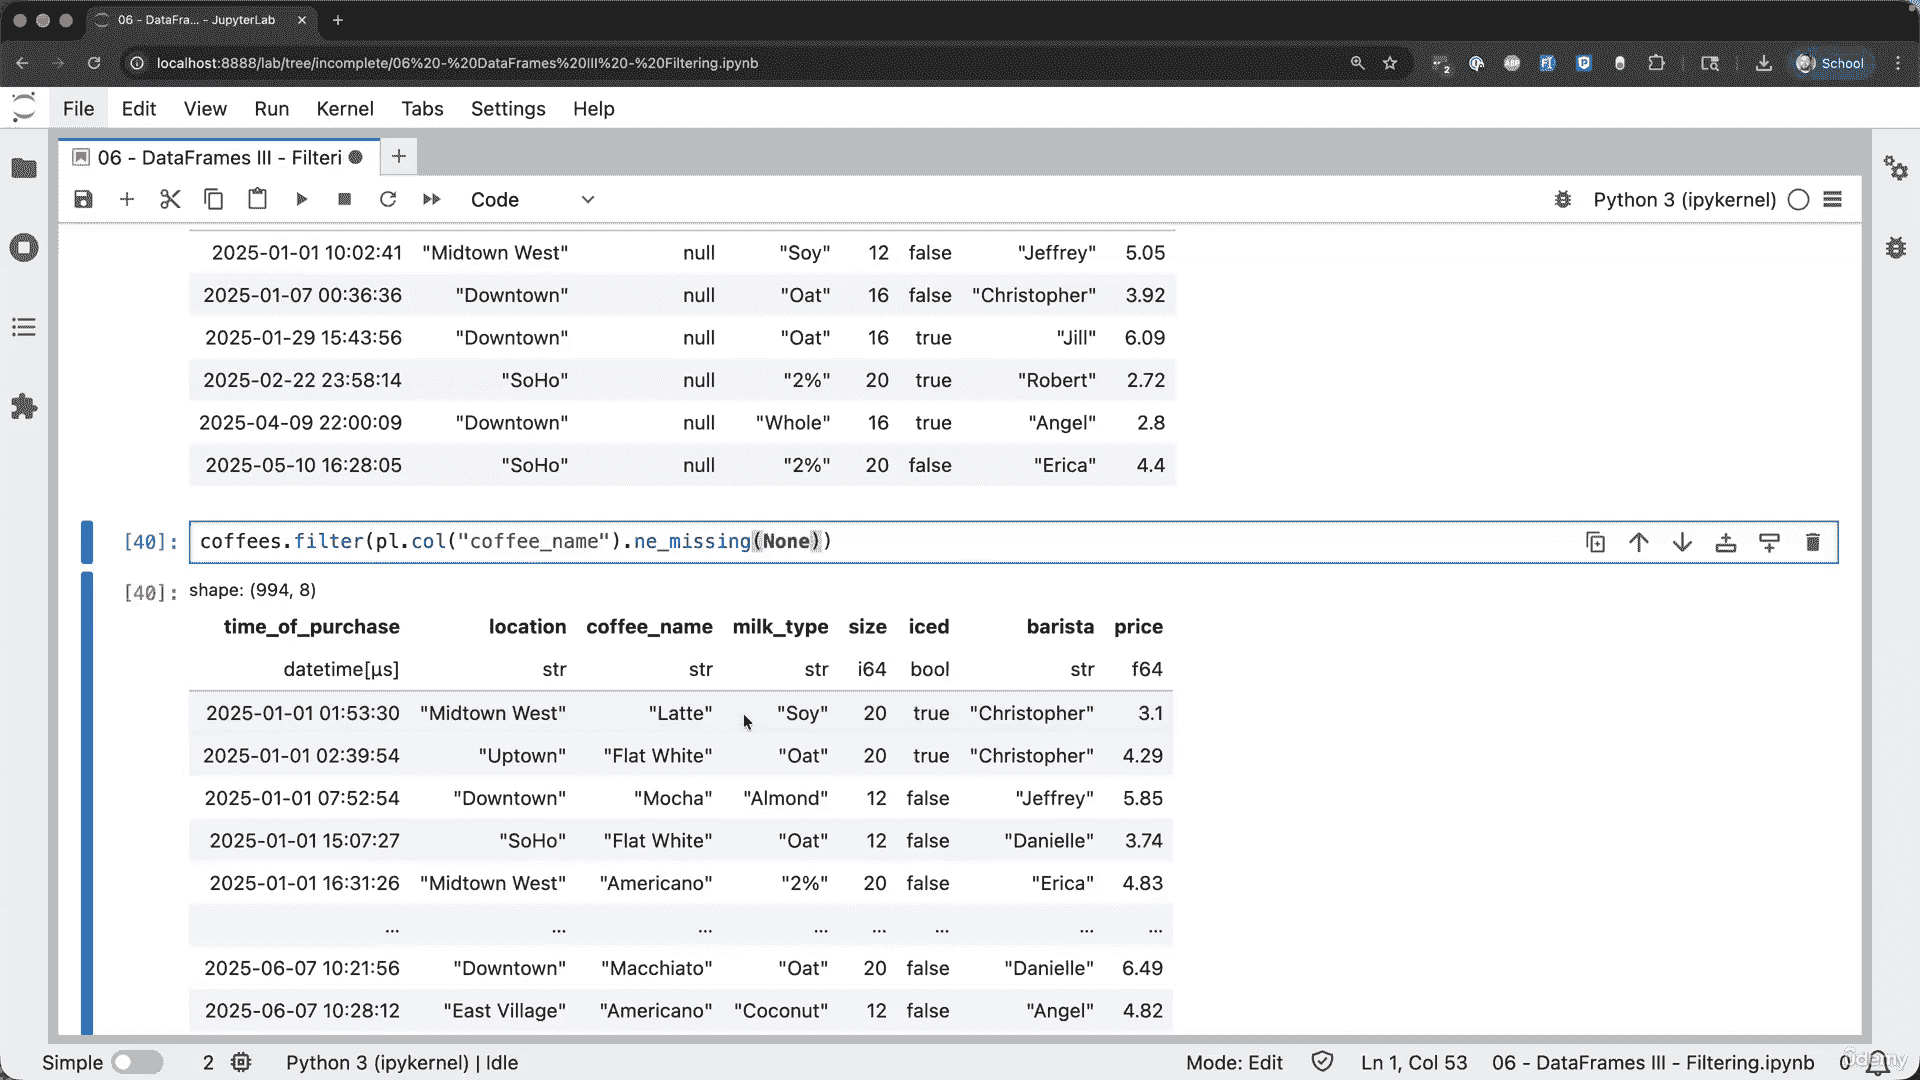 06 - DataFra... - JupyterLab
localhost:8888/lab/tree/incomplete/06%20-%20DataFrames%20III%20-%20Filtering.ipynb
2
ABP
School
File Edit View Run Kernel Tabs Settings Help
06 - DataFrames III - Filteri
Code
Python 3 (ipykernel)
2025-01-01 10:02:41 "Midtown West" null "Soy" 12 false "Jeffrey" 5.05
2025-01-07 00:36:36 "Downtown" null "Oat" 16 false "Christopher" 3.92
2025-01-29 15:43:56 "Downtown" null "Oat" 16 true "Jill" 6.09
2025-02-22 23:58:14 "SoHo" null "2%" 20 true "Robert" 2.72
2025-04-09 22:00:09 "Downtown" null "Whole" 16 true "Angel" 2.8
2025-05-10 16:28:05 "SoHo" null "2%" 20 false "Erica" 4.4
[40]: coffees.filter(pl.col("coffee_name").ne_missing(None))
[40]: shape: (994, 8)
time_of_purchase location coffee_name milk_type size iced barista price
datetime[μs] str str str i64 bool str f64
2025-01-01 01:53:30 "Midtown West" "Latte" "Soy" 20 true "Christopher" 3.1
2025-01-01 02:39:54 "Uptown" "Flat White" "Oat" 20 true "Christopher" 4.29
2025-01-01 07:52:54 "Downtown" "Mocha" "Almond" 12 false "Jeffrey" 5.85
2025-01-01 15:07:27 "SoHo" "Flat White" "Oat" 12 false "Danielle" 3.74
2025-01-01 16:31:26 "Midtown West" "Americano" "2%" 20 false "Erica" 4.83
... ... ... ... ... ... ... ...
2025-06-07 10:21:56 "Downtown" "Macchiato" "Oat" 20 false "Danielle" 6.49
2025-06-07 10:28:12 "East Village" "Americano" "Coconut" 12 false "Angel" 4.82
Simple 2 Python 3 (ipykernel) | Idle Mode: Edit Ln 1, Col 53 06 - DataFrames III - Filtering.ipynb 0
udemy